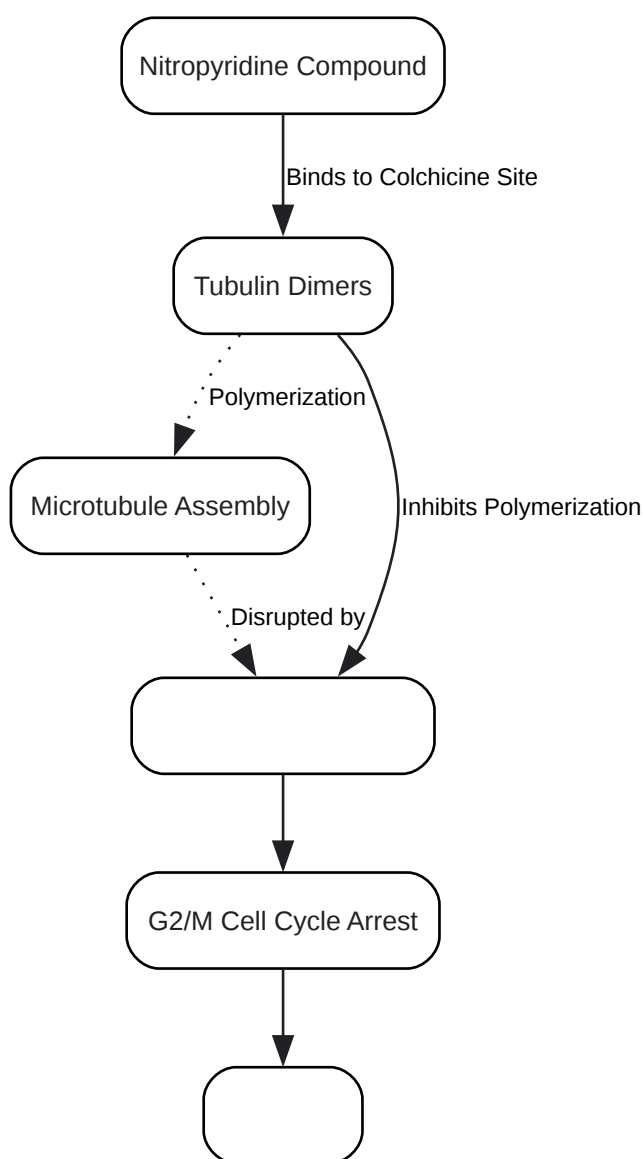 Nitropyridine Compound
Binds to Colchicine Site
Tubulin Dimers
Polymerization
Microtubule Assembly
Inhibits Polymerization
Disrupted by
G2/M Cell Cycle Arrest